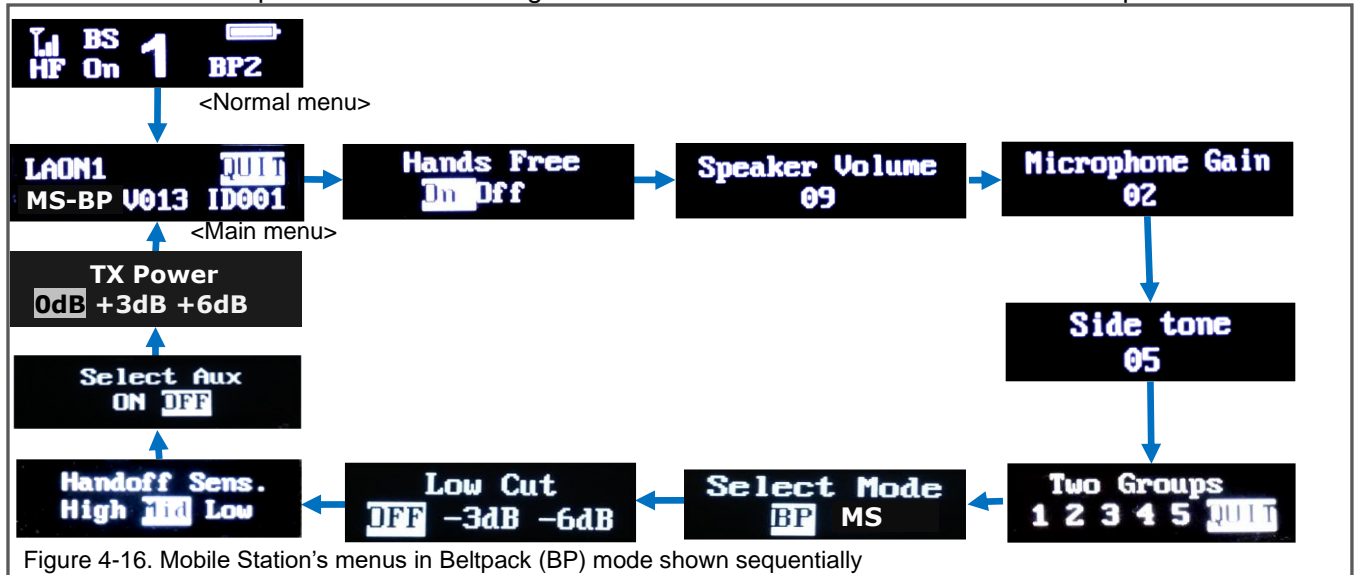 HF BS On 1 BP2
<Normal menu>
LAON1 QUIT
MS-BP V013 ID001
<Main menu>
Hands Free
On Off
Speaker Volume
09
Microphone Gain
02
Side tone
05
Two Groups
1 2 3 4 5 QUIT
Select Mode
BP MS
Low Cut
OFF -3dB -6dB
Handoff Sens.
High Mid Low
Select Aux
ON OFF
TX Power
0dB +3dB +6dB
Figure 4-16. Mobile Station’s menus in Beltpack (BP) mode shown sequentially